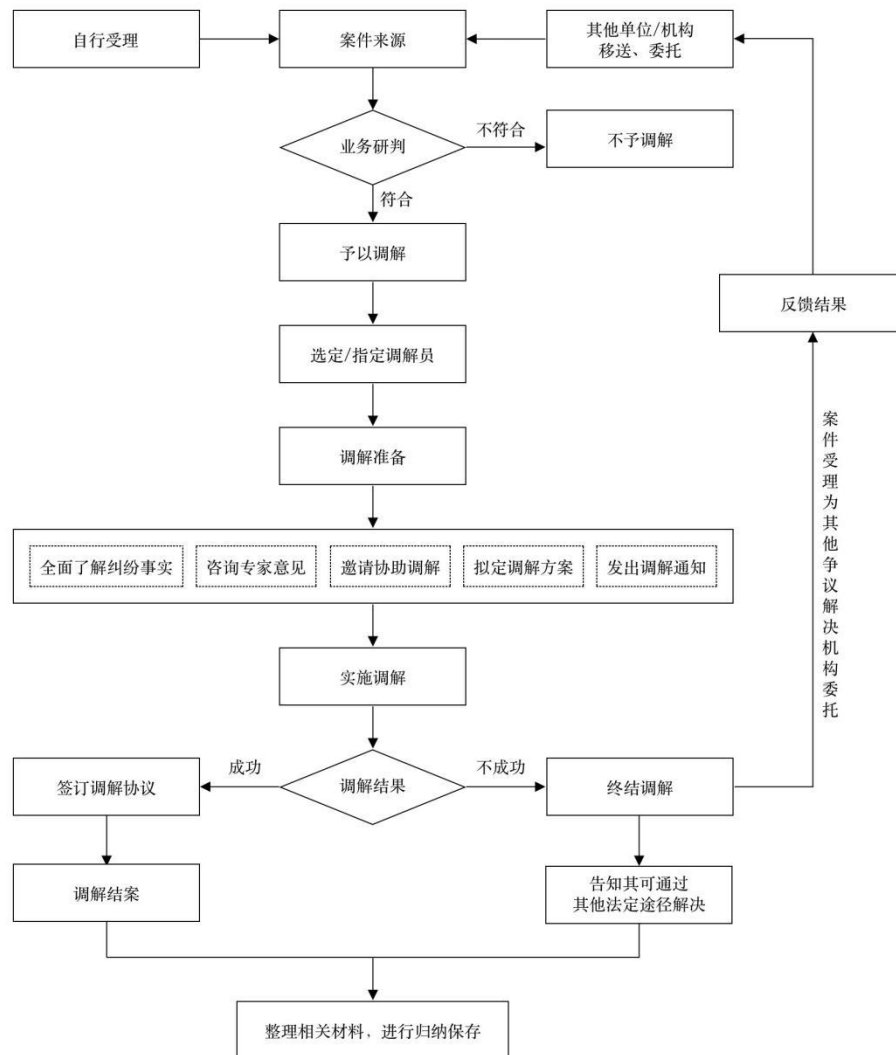 自行受理
案件来源
其他单位/机构
移送、委托
业务研判
不符合
不予调解
符合
予以调解
反馈结果
选定/指定调解员
调解准备
案件受理为其他争议解决机构委托
全面了解纠纷事实
咨询专家意见
邀请协助调解
拟定调解方案
发出调解通知
实施调解
签订调解协议
成功
调解结果
不成功
终结调解
调解结案
告知其可通过
其他法定途径解决
整理相关材料，进行归纳保存